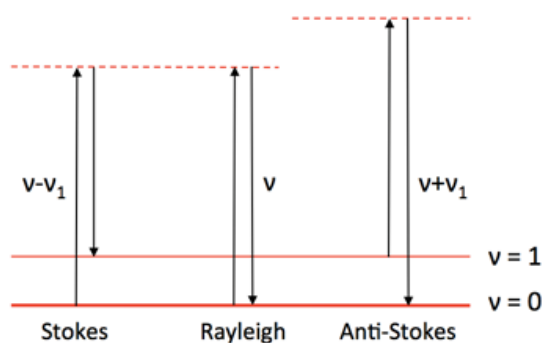 ν-ν₁
ν
ν+ν₁
ν = 1
ν = 0
Stokes
Rayleigh
Anti-Stokes